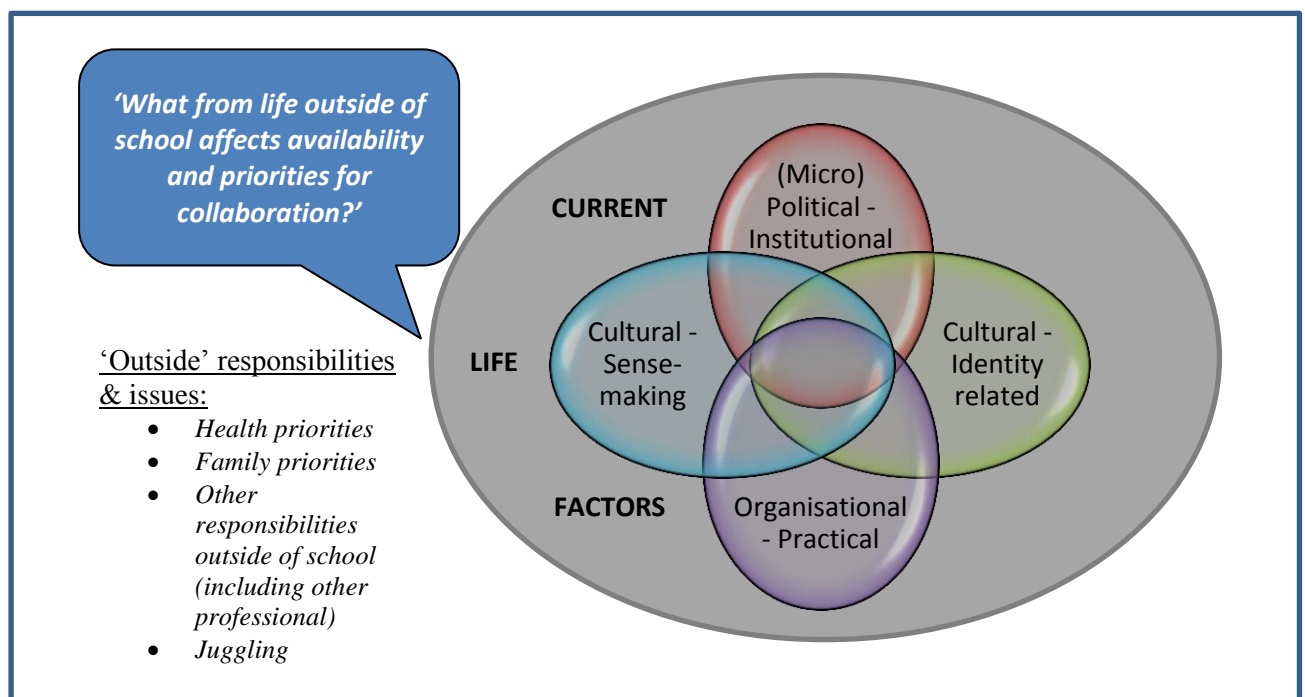 ‘What from life outside of
school affects availability
and priorities for
collaboration?’
‘Outside’ responsibilities
& issues:
• Health priorities
• Family priorities
• Other
responsibilities
outside of school
(including other
professional)
• Juggling
CURRENT
LIFE
FACTORS
(Micro)
Political -
Institutional
Cultural -
Sense-
making
Cultural -
Identity
related
Organisational
- Practical